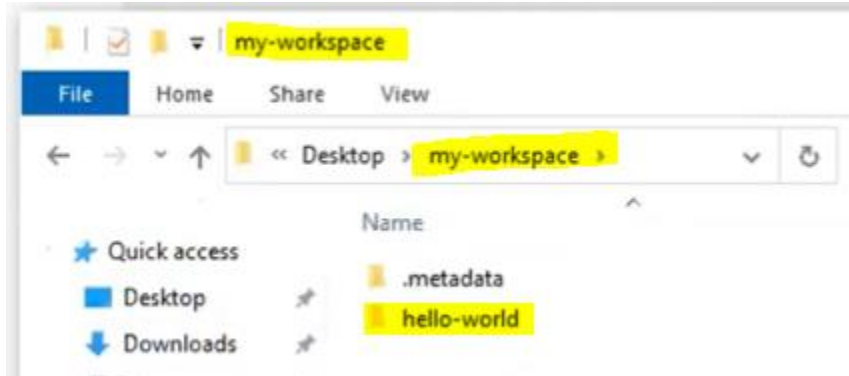 my-workspace
File Home Share View
« Desktop › my-workspace ›
Name
Quick access
.metadata
Desktop
hello-world
Downloads